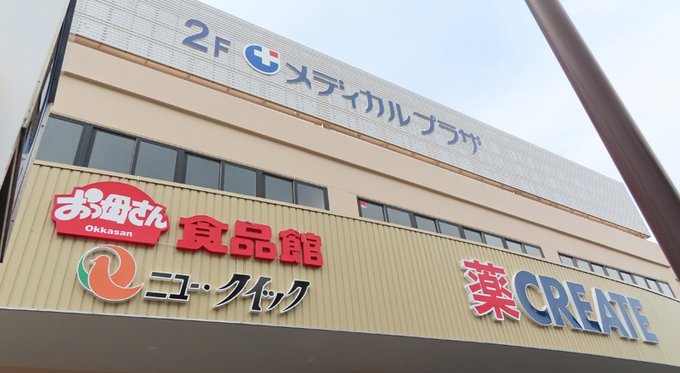 2F メディカルプラザ
おっ母さん
Okkasan
食品館
ニュー・クイック
薬 CREATE